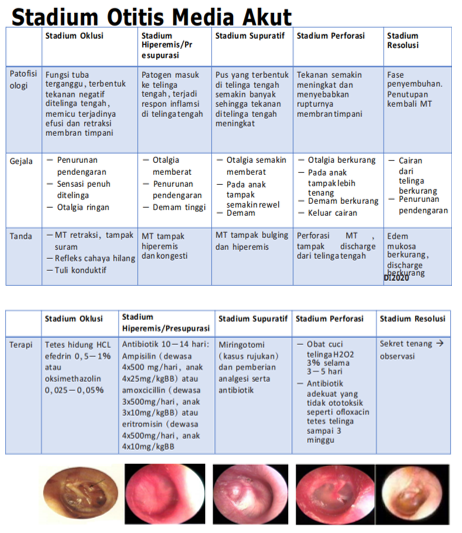 Stadium Otitis Media Akut
Stadium Oklusi
Stadium
Hiperemis/Pr
esupurasi
Stadium Supuratif
Stadium Perforasi
Stadium
Resolusi
Patofisi
ologi
Fungsi tuba
terganggu, terbentuk
tekanan negatif
ditelinga tengah,
memicu terjadinya
efusi dan retraksi
membran timpani
Patogen masuk
ke telinga
tengah, terjadi
respon inflamsi
di telinga tengah
Pus yang terbentuk
di telinga tengah
semakin banyak
sehingga tekanan
ditelinga tengah
meningkat
Tekanan semakin
meningkat dan
menyebabkan
rupturnya
membran timpani
Fase
penyembuhan.
Penutupan
kembali MT
Gejala
— Penurunan
pendengaran
— Sensasi penuh
ditelinga
— Otalgia ringan
— Otalgia
memberat
— Penurunan
pendengaran
— Demam tinggi
— Otalgia semakin
memberat
— Pada anak
tampak
semakin rewel
— Demam
— Otalgia berkurang
— Pada anak
tampak lebih
tenang
— Demam berkurang
— Keluar cairan
— Cairan
dari
telinga
berkurang
— Penurunan
pendengaran
Tanda
— MT retraksi, tampak
suram
— Refleks cahaya hilang
— Tuli konduktif
MT tampak
hiperemis
dan kongesti
MT tampak bulging
dan hiperemis
Perforasi MT ,
tampak discharge
dari telinga tengah
Edem
mukosa
berkurang,
discharge
berkurang
DI2020
Stadium Oklusi
Stadium
Hiperemis/Presupurasi
Stadium Supuratif
Stadium Perforasi
Stadium Resolusi
Terapi
Tetes hidung HCL
efedrin 0,5—1%
atau
oksimethazolin
0,025—0,05%
Antibiotik 10—14 hari:
Ampisilin (dewasa
4x500 mg/hari, anak
4x25mg/kgBB) atau
amoxcicillin (dewasa
3x500mg/hari, anak
3x10mg/kgBB) atau
eritromisin (dewasa
4x500mg/hari, anak
4x10mg/kgBB
Miringotomi
(kasus rujukan)
dan pemberian
analgesi serta
antibiotik
— Obat cuci
telinga H2O2
3% selama
3—5 hari
— Antibiotik
adekuat yang
tidak ototoksik
seperti ofloxacin
tetes telinga
sampai 3
minggu
Sekret tenang →
observasi